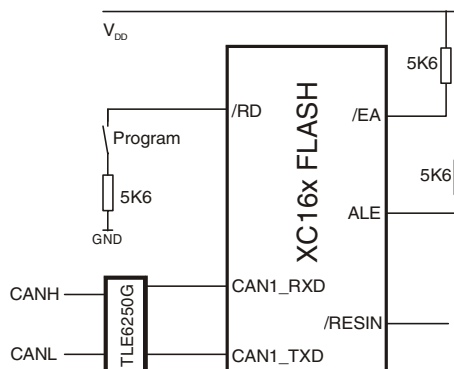 VDD
5K6
/RD
/EA
Program
XC16x FLASH
5K6
5K6
ALE
GND
CANH
CAN1_RXD
TLE6250G
/RESIN
CANL
CAN1_TXD